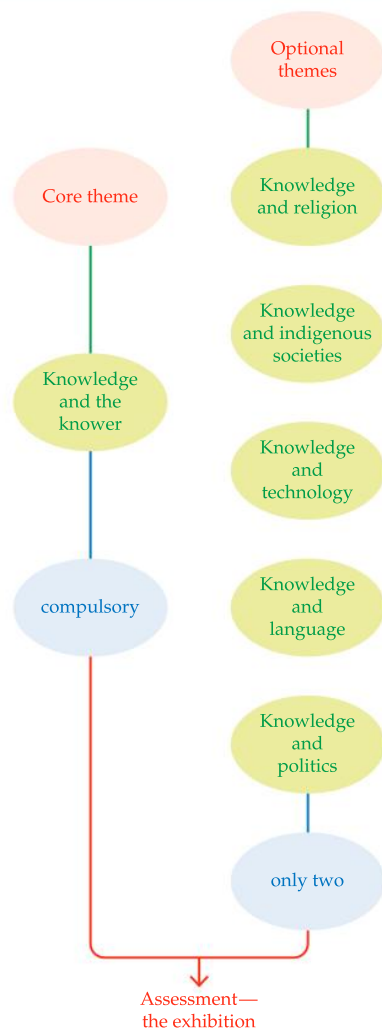 Optional
themes
Core theme
Knowledge
and religion
Knowledge
and indigenous
societies
Knowledge
and the
knower
Knowledge
and
technology
compulsory
Knowledge
and
language
Knowledge
and
politics
only two
Assessment—
the exhibition